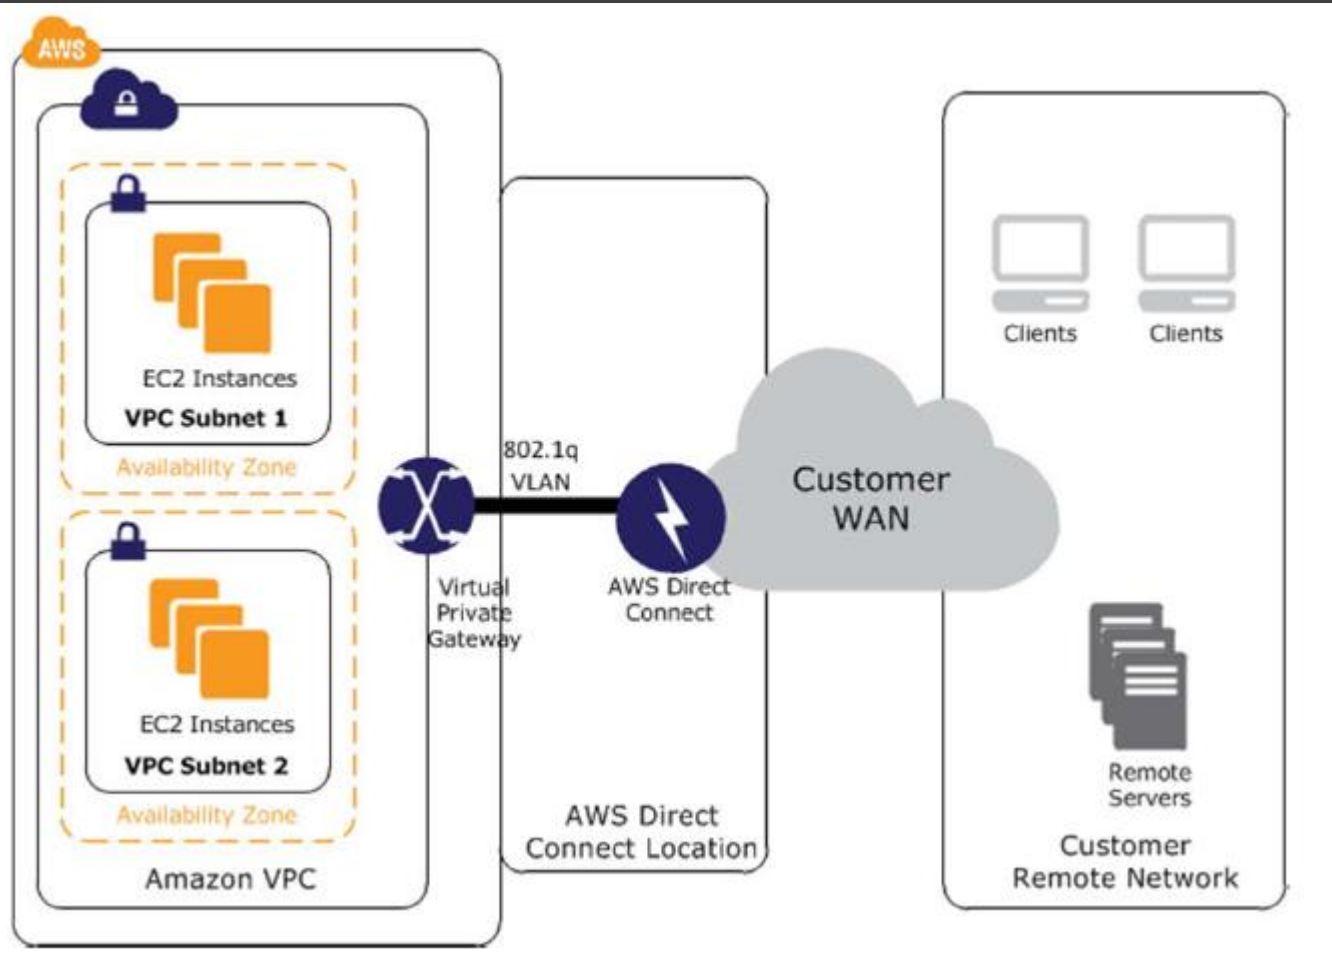 AWS
EC2 Instances
VPC Subnet 1
Availability Zone
EC2 Instances
VPC Subnet 2
Availability Zone
Amazon VPC
Virtual
Private
Gateway
802.1q
VLAN
AWS Direct
Connect
AWS Direct
Connect Location
Customer
WAN
Clients
Clients
Remote
Servers
Customer
Remote Network